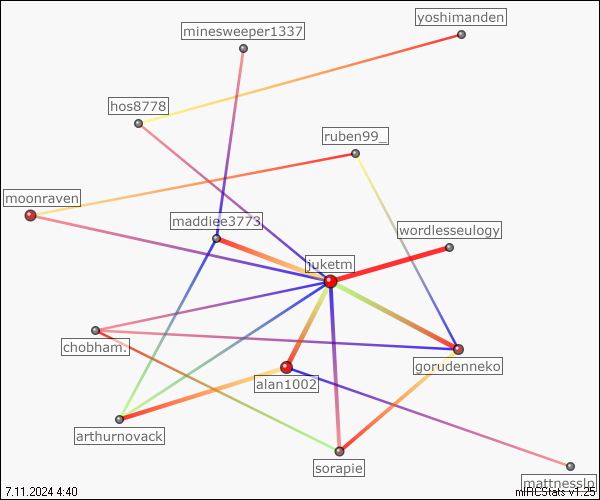 yoshimanden
minesweeper1337
hos8778
ruben99_
moonraven
maddiee3773
wordlesseulogy
juketm
chobham.
gorudenneko
alan1002
arthurnovack
sorapie
mattnesslp
7.11.2024 4:40
mIRCStats v1.25